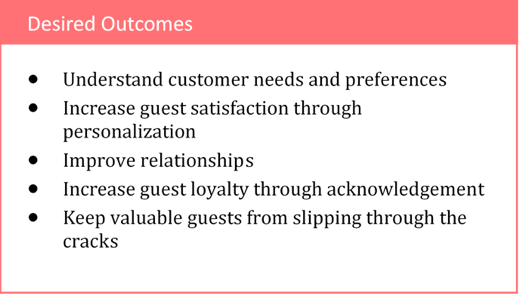 Desired Outcomes
● Understand customer needs and preferences
● Increase guest satisfaction through
personalization
● Improve relationships
● Increase guest loyalty through acknowledgement
● Keep valuable guests from slipping through the
cracks